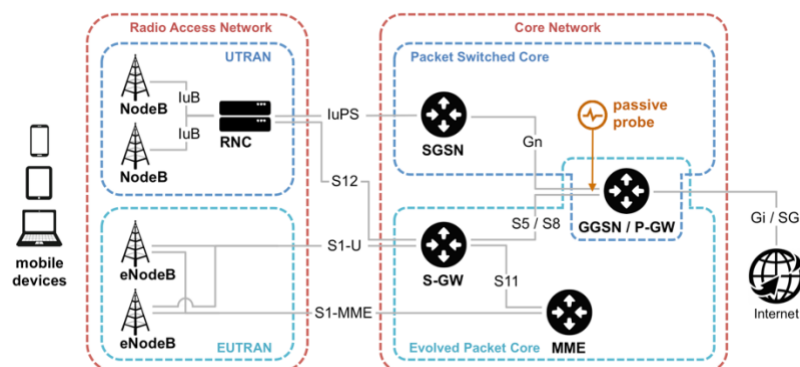 Radio Access Network
Core Network
UTRAN
Packet Switched Core
NodeB
IuB
IuB
NodeB
RNC
IuPS
SGSN
Gn
passive
probe
S12
GGSN / P-GW
Gi / SG
S5 / S8
mobile
devices
eNodeB
S1-U
S-GW
S11
Internet
eNodeB
S1-MME
MME
EUTRAN
Evolved Packet Core